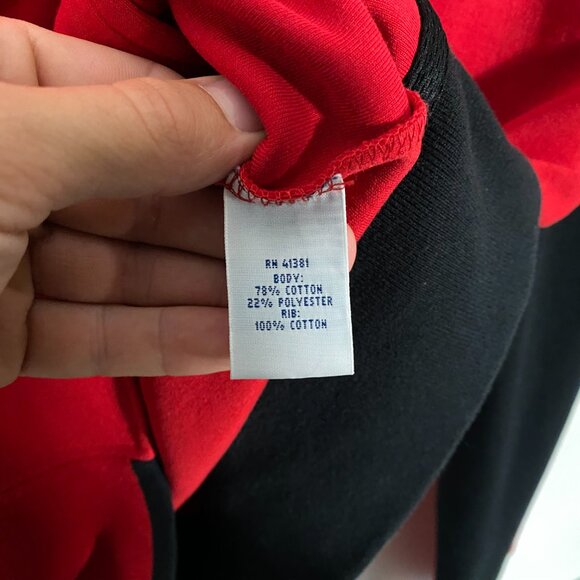 RN 41381
BODY:
78% COTTON
22% POLYESTER
RIB:
100% COTTON